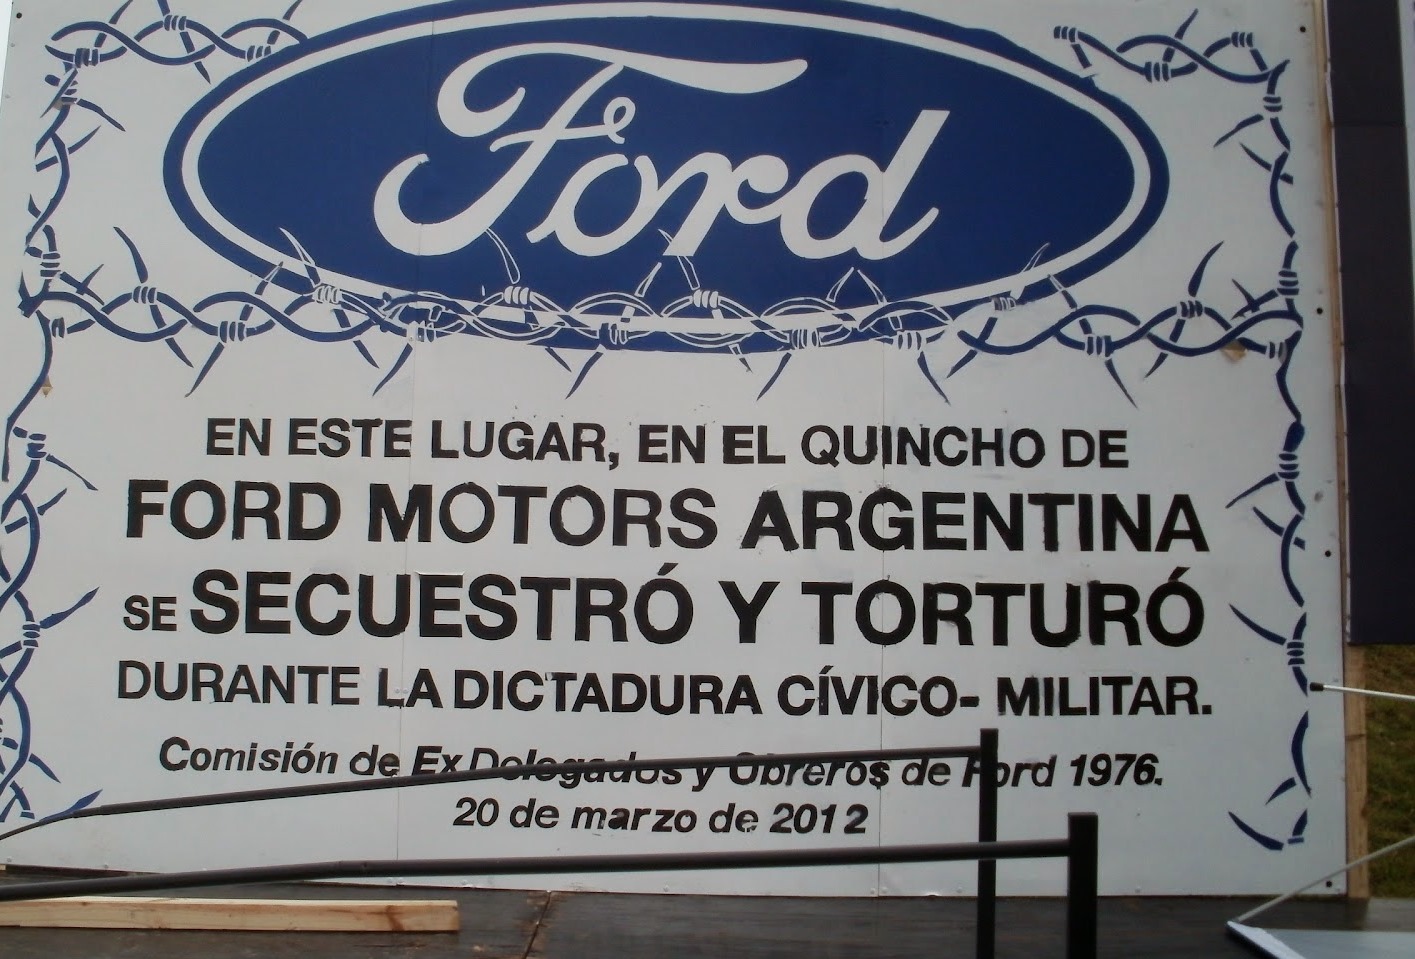 Ford
EN ESTE LUGAR, EN EL QUINCHO DE
FORD MOTORS ARGENTINA
SE SECUESTRÓ Y TORTURÓ
DURANTE LA DICTADURA CÍVICO- MILITAR.
Comisión de Ex Delegados y Obreros de Ford 1976.
20 de marzo de 2012